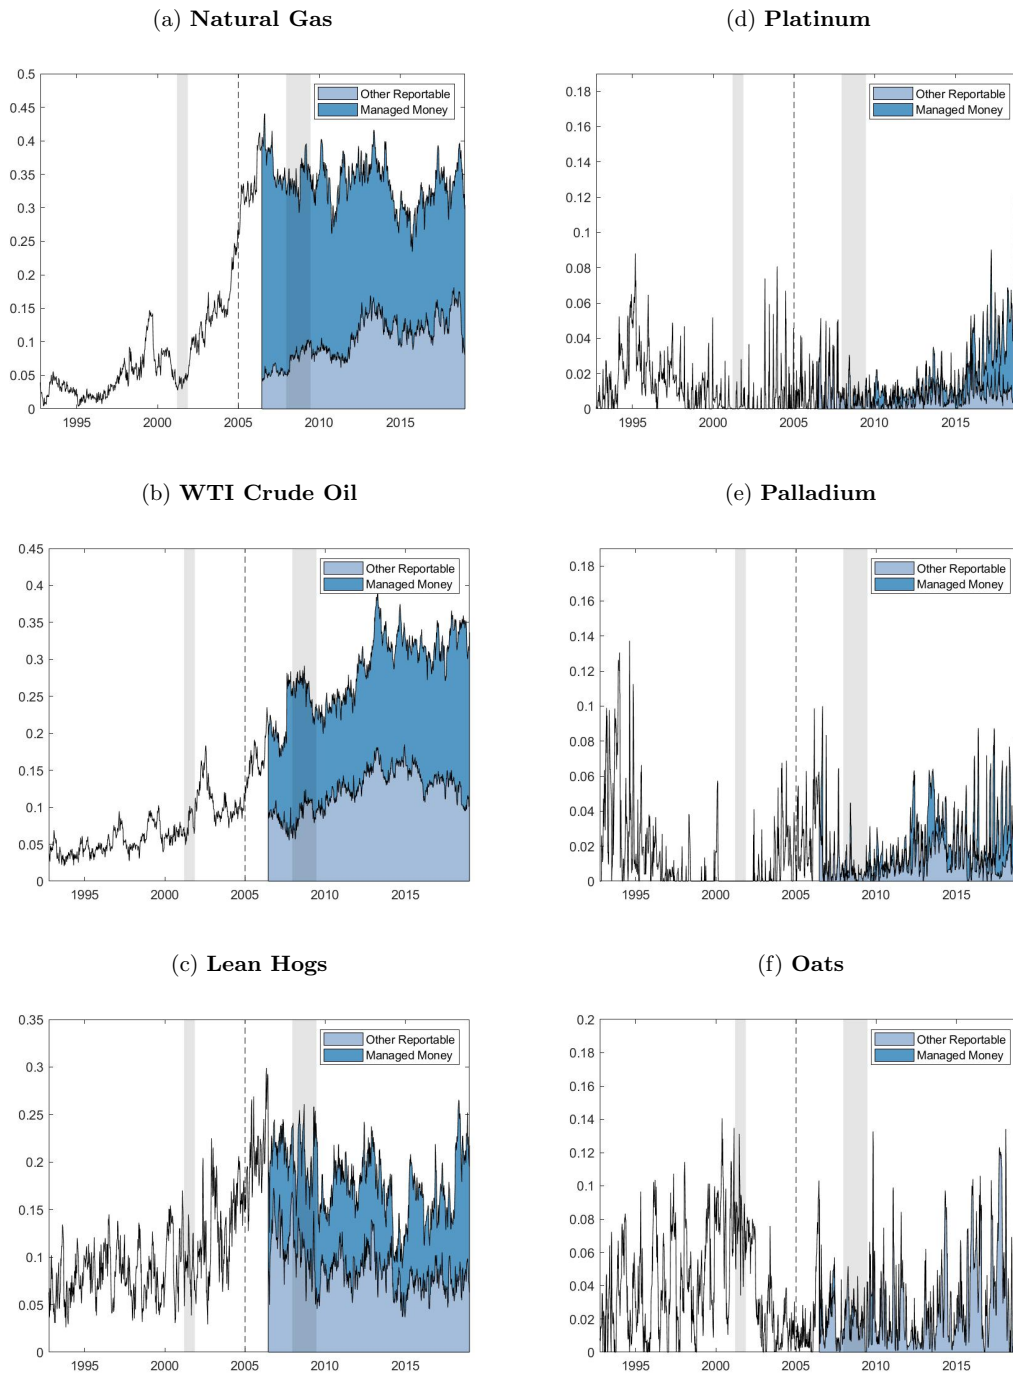 (a) Natural Gas
0.5
0.45
0.4
0.35
0.3
0.25
0.2
0.15
0.1
0.05
0
1995 2000 2005 2010 2015
Other Reportable
Managed Money
(d) Platinum
0.18
0.16
0.14
0.12
0.1
0.08
0.06
0.04
0.02
0
1995 2000 2005 2010 2015
Other Reportable
Managed Money
(b) WTI Crude Oil
0.45
0.4
0.35
0.3
0.25
0.2
0.15
0.1
0.05
0
1995 2000 2005 2010 2015
Other Reportable
Managed Money
(e) Palladium
0.18
0.16
0.14
0.12
0.1
0.08
0.06
0.04
0.02
0
1995 2000 2005 2010 2015
Other Reportable
Managed Money
(c) Lean Hogs
0.35
0.3
0.25
0.2
0.15
0.1
0.05
0
1995 2000 2005 2010 2015
Other Reportable
Managed Money
(f) Oats
0.2
0.18
0.16
0.14
0.12
0.1
0.08
0.06
0.04
0.02
0
1995 2000 2005 2010 2015
Other Reportable
Managed Money